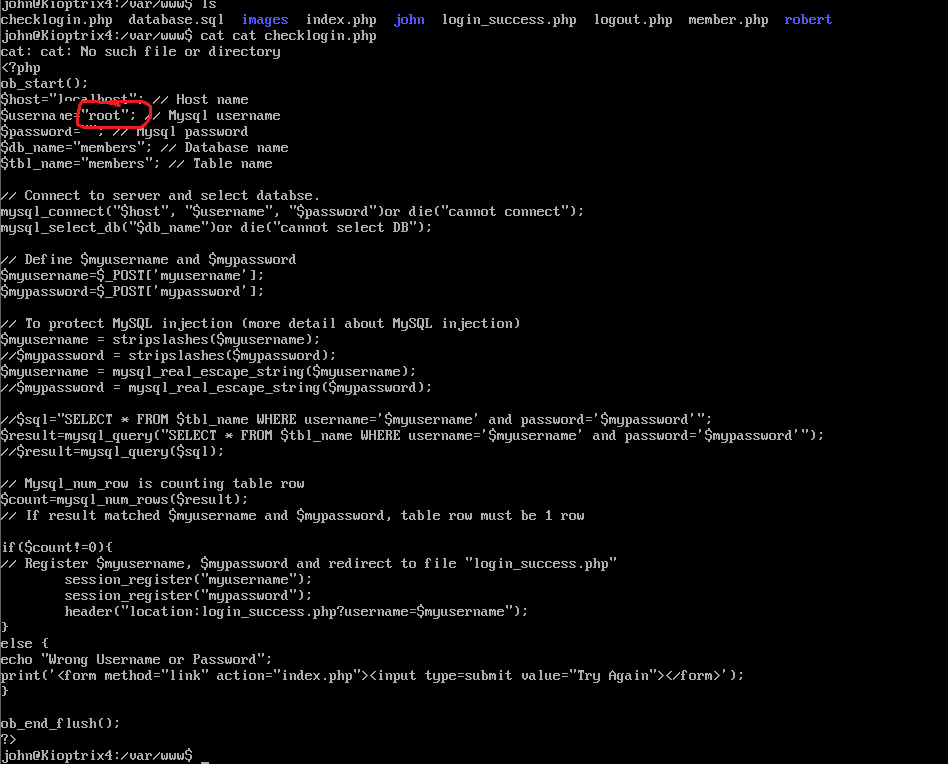 john@Kioptrix4:/var/www$ ls
checklogin.php database.sql images index.php john login_success.php logout.php member.php robert
john@Kioptrix4:/var/www$ cat cat checklogin.php
cat: cat: No such file or directory
<?php
ob_start();
$host="localhost"; // Host name
$username="root"; // Mysql username
$password=""; // Mysql password
$db_name="members"; // Database name
$tbl_name="members"; // Table name
// Connect to server and select databse.
mysql_connect("$host", "$username", "$password")or die("cannot connect");
mysql_select_db("$db_name")or die("cannot select DB");
// Define $myusername and $mypassword
$myusername=$_POST['myusername'];
$mypassword=$_POST['mypassword'];
// To protect MySQL injection (more detail about MySQL injection)
$myusername = stripslashes($myusername);
//$mypassword = stripslashes($mypassword);
$myusername = mysql_real_escape_string($myusername);
//$mypassword = mysql_real_escape_string($mypassword);
//$sql="SELECT * FROM $tbl_name WHERE username='$myusername' and password='$mypassword'";
$result=mysql_query("SELECT * FROM $tbl_name WHERE username='$myusername' and password='$mypassword'");
//$result=mysql_query($sql);
// Mysql_num_row is counting table row
$count=mysql_num_rows($result);
// If result matched $myusername and $mypassword, table row must be 1 row
if($count!=0){
// Register $myusername, $mypassword and redirect to file "login_success.php"
session_register("myusername");
session_register("mypassword");
header("location:login_success.php?username=$myusername");
}
else {
echo "Wrong Username or Password";
print('<form method="link" action="index.php"><input type=submit value="Try Again"></form>');
}
ob_end_flush();
?>
john@Kioptrix4:/var/www$ _